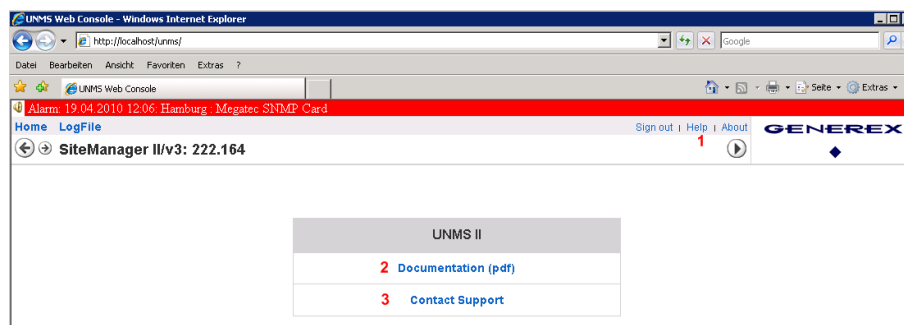 UNMS Web Console - Windows Internet Explorer
http://localhost/unms/
Google
Datei Bearbeiten Ansicht Favoriten Extras ?
UNMS Web Console
Seite Extras
Alarm: 19.04.2010 12:06: Hamburg : Megatec SNMP Card
Home LogFile Sign out | Help | About
GENEREX
1
SiteManager II/v3: 222.164
UNMS II
2 Documentation (pdf)
3 Contact Support